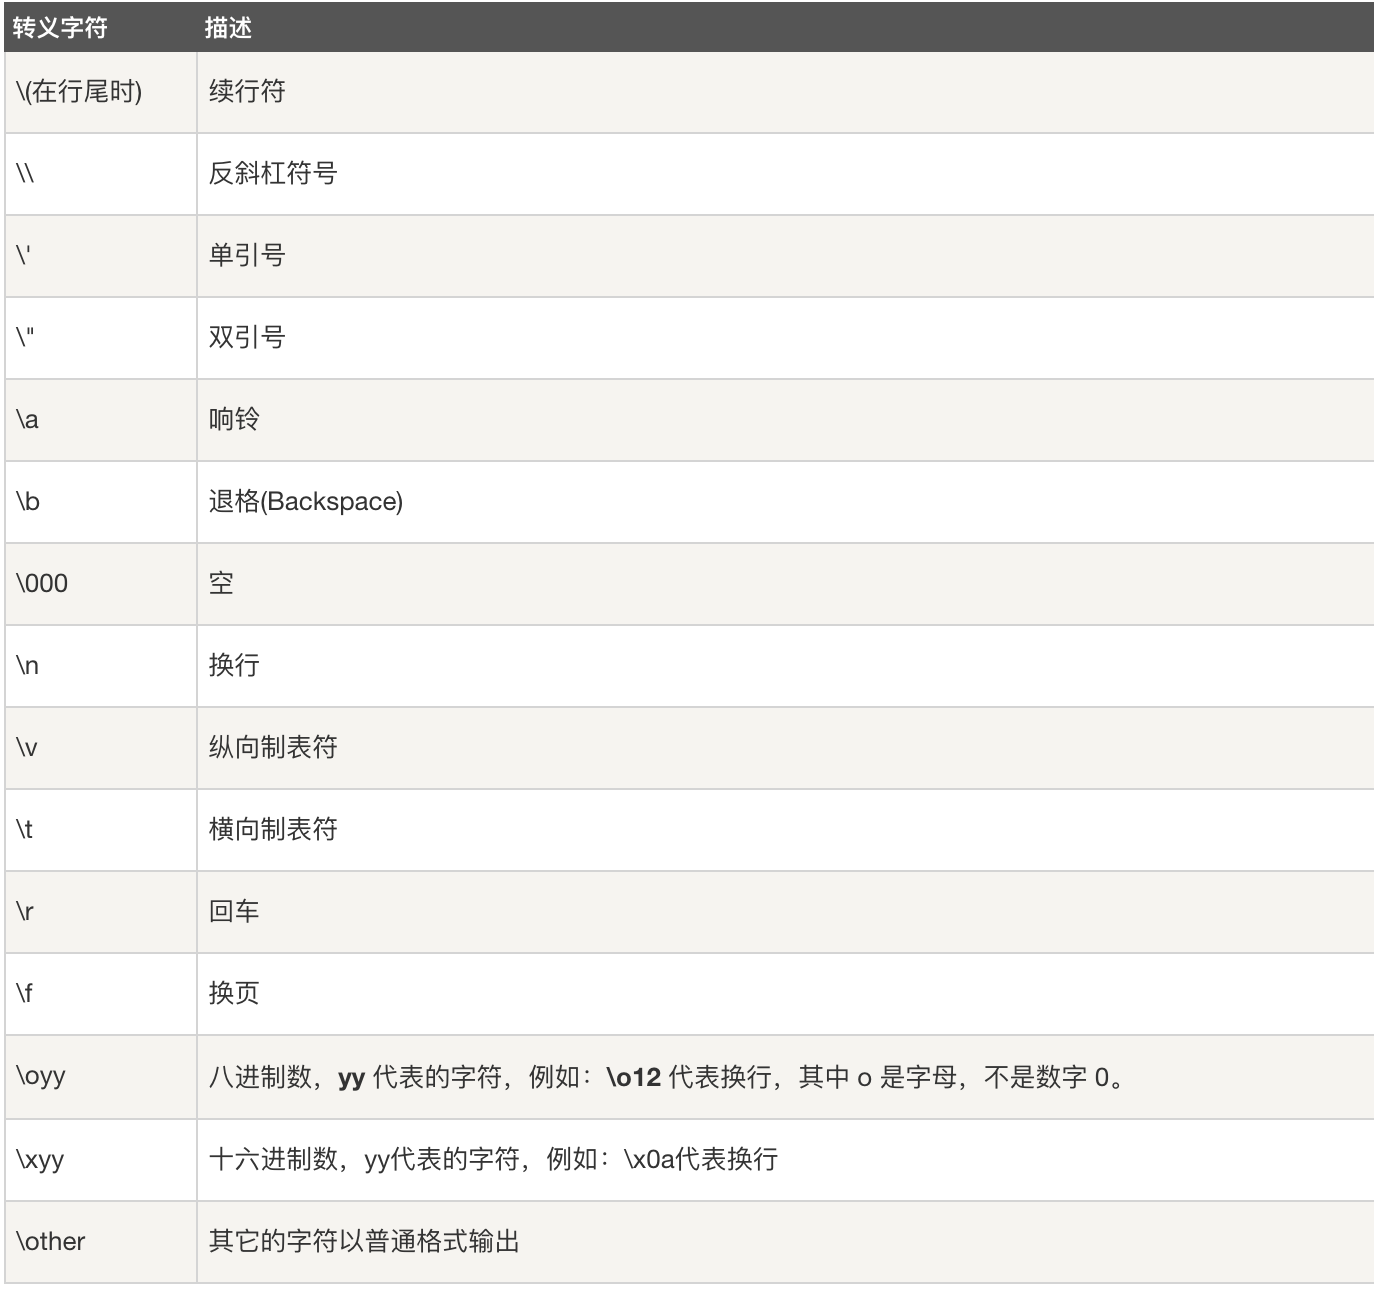 转义字符 描述
\(在行尾时) 续行符
\\ 反斜杠符号
\' 单引号
\" 双引号
\a 响铃
\b 退格(Backspace)
\000 空
\n 换行
\v 纵向制表符
\t 横向制表符
\r 回车
\f 换页
\oyy 八进制数，yy 代表的字符，例如：\o12 代表换行，其中 o 是字母，不是数字 0。
\xyy 十六进制数，yy代表的字符，例如：\x0a代表换行
\other 其它的字符以普通格式输出